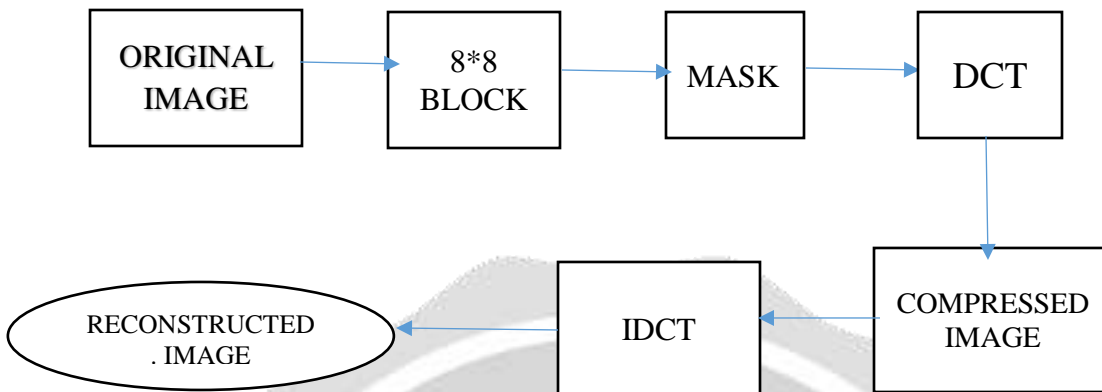 ORIGINAL
IMAGE
8*8
BLOCK
MASK
DCT
COMPRESSED
IMAGE
IDCT
RECONSTRUCTED
. IMAGE